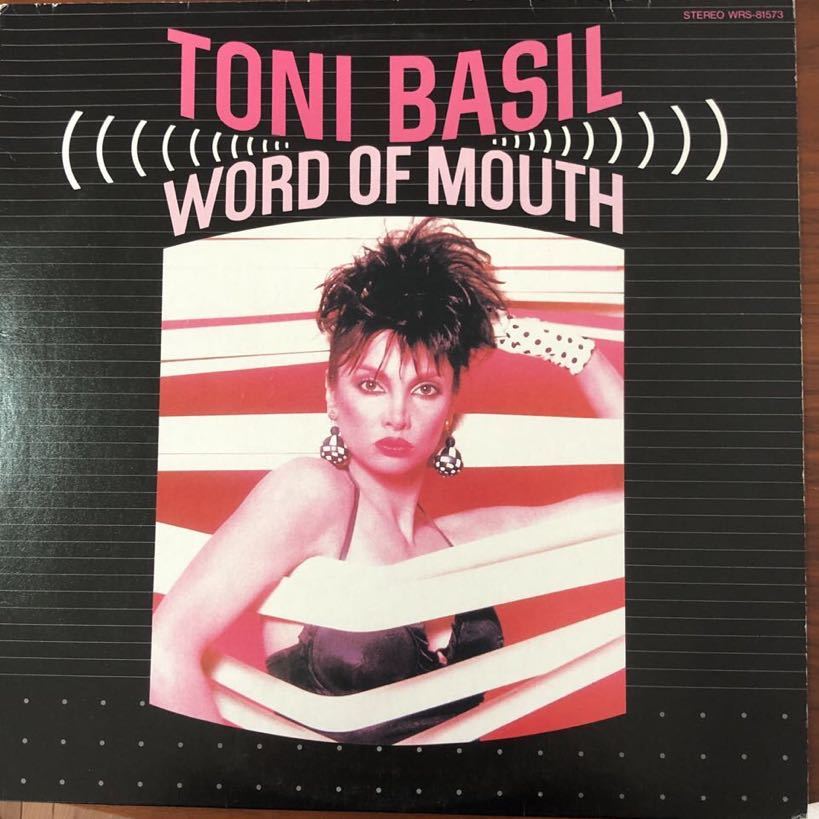 STEREO WRS-81573
TONI BASIL
WORD OF MOUTH